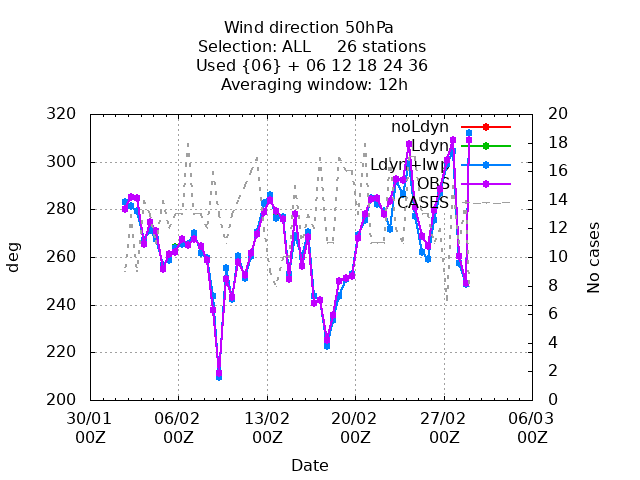 Wind direction 50hPa
Selection: ALL 26 stations
Used {06} + 06 12 18 24 36
Averaging window: 12h
320
300
280
260
240
220
200
deg
20
18
16
14
12
10
8
6
4
2
0
No cases
noLdyn
Ldyn
Ldyn+lwp
OBS
CASES
30/01 06/02 13/02 20/02 27/02 06/03
00Z 00Z 00Z 00Z 00Z 00Z
Date